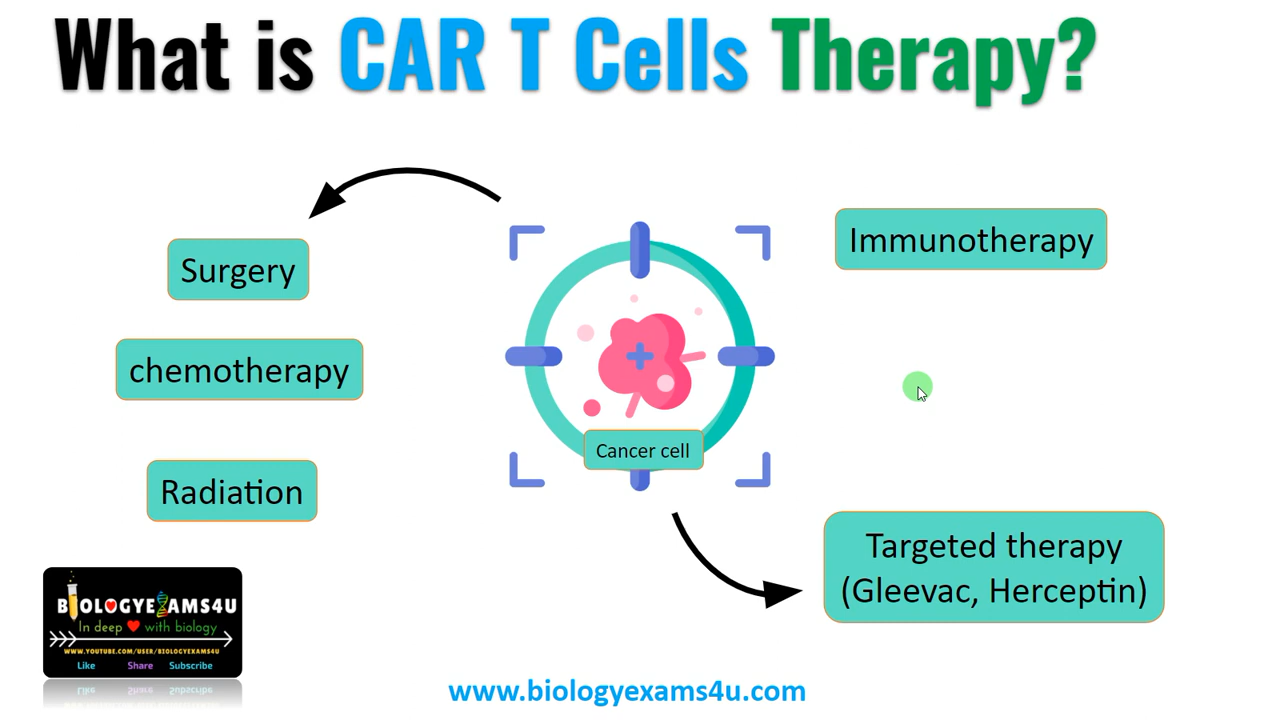 What is CAR T Cells Therapy?
Surgery
chemotherapy
Radiation
Cancer cell
Immunotherapy
Targeted therapy
(Gleevac, Herceptin)
BIOLOGYEXAMS4U
In deep ❤ with biology
WWW.YOUTUBE.COM/USER/BIOLOGYEXAMS4U
Like Share Subscribe
www.biologyexams4u.com